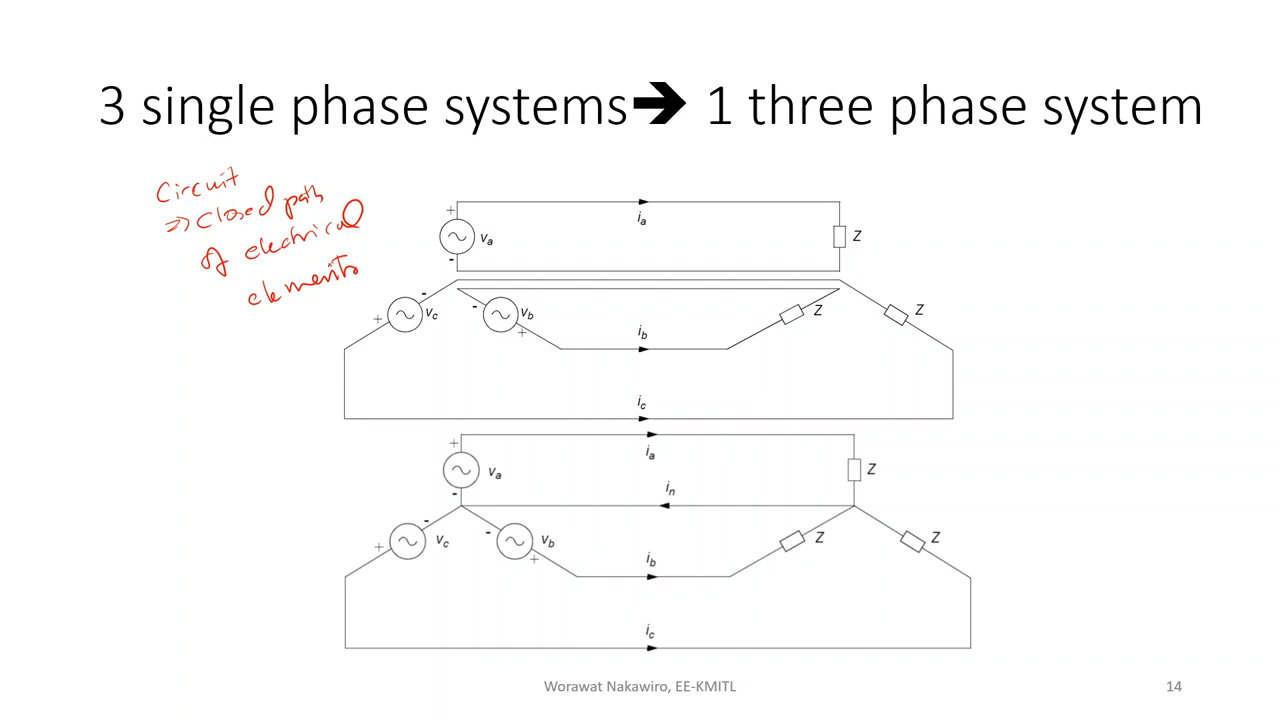 3 single phase systems➔ 1 three phase system
Circuit
⇒ closed path
of electrical
elements
+
ia
va
Z
-
-
vc
+
-
vb
+
Z
Z
ib
ic
+
ia
va
Z
-
in
-
vc
+
-
vb
+
Z
Z
ib
ic
Worawat Nakawiro, EE-KMITL
14